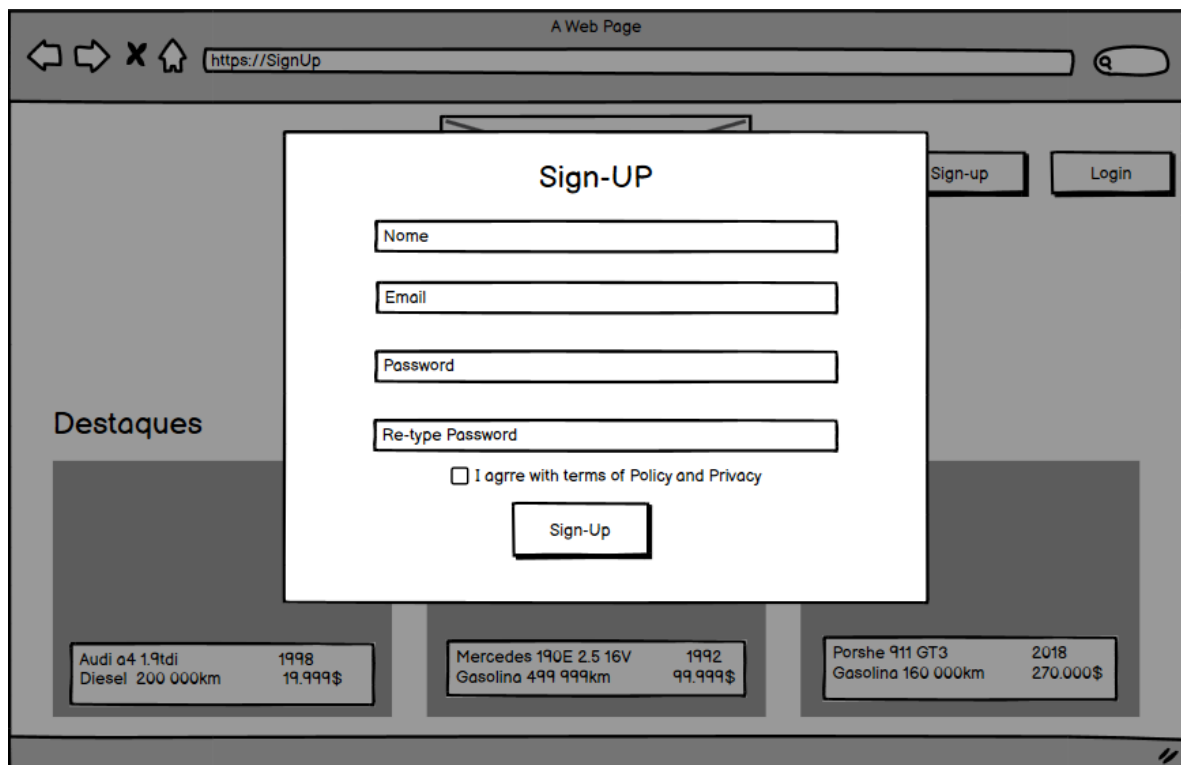 A Web Page
https://SignUp
Sign-up
Login
Sign-UP
Nome
Email
Password
Re-type Password
I agrre with terms of Policy and Privacy
Sign-Up
Destaques
Audi a4 1.9tdi 1998
Diesel 200 000km 19.999$
Mercedes 190E 2.5 16V 1992
Gasolina 499 999km 99.999$
Porshe 911 GT3 2018
Gasolina 160 000km 270.000$